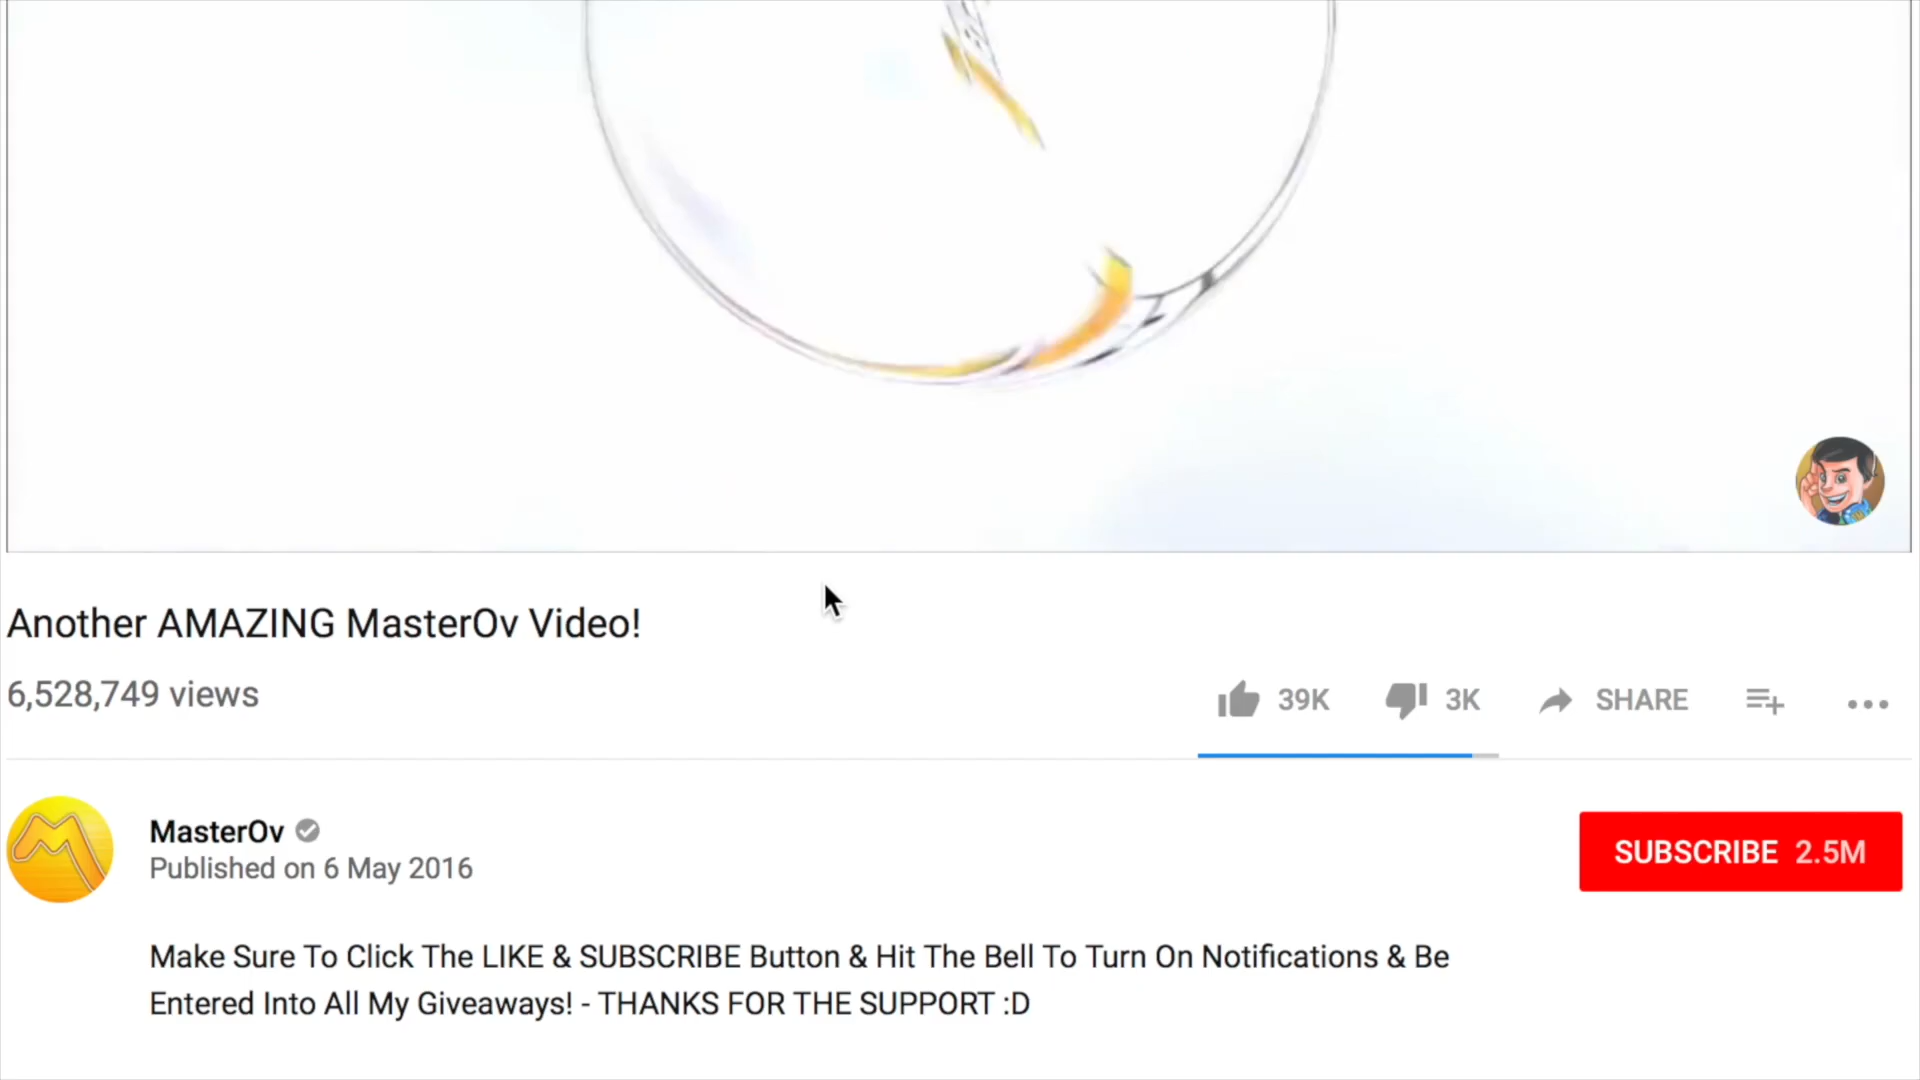 Another AMAZING MasterOv Video!
6,528,749 views
39K
3K
SHARE
MasterOv
Published on 6 May 2016
SUBSCRIBE 2.5M
Make Sure To Click The LIKE & SUBSCRIBE Button & Hit The Bell To Turn On Notifications & Be
Entered Into All My Giveaways! - THANKS FOR THE SUPPORT :D